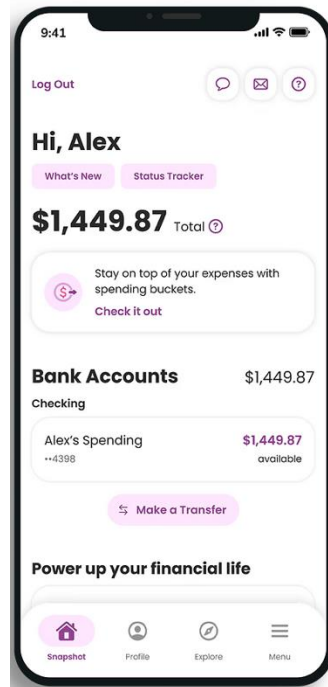 9:41
Log Out
Hi, Alex
What's New Status Tracker
$1,449.87 Total
Stay on top of your expenses with
spending buckets.
Check it out
Bank Accounts $1,449.87
Checking
Alex's Spending $1,449.87
••4398 available
Make a Transfer
Power up your financial life
Snapshot Profile Explore Menu